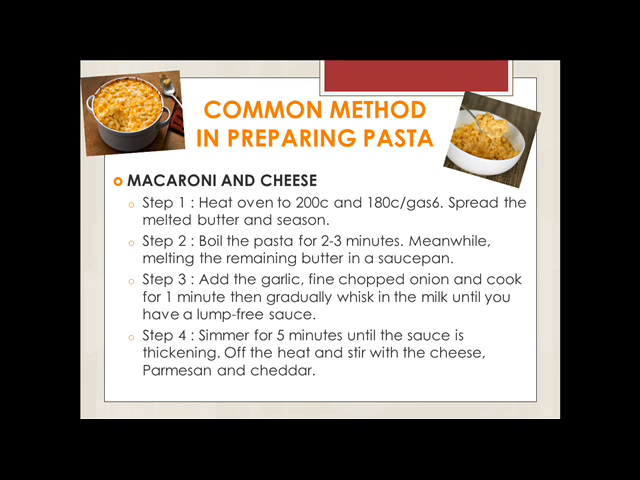 COMMON METHOD
IN PREPARING PASTA
MACARONI AND CHEESE
Step 1 : Heat oven to 200c and 180c/gas6. Spread the
melted butter and season.
Step 2 : Boil the pasta for 2-3 minutes. Meanwhile,
melting the remaining butter in a saucepan.
Step 3 : Add the garlic, fine chopped onion and cook
for 1 minute then gradually whisk in the milk until you
have a lump-free sauce.
Step 4 : Simmer for 5 minutes until the sauce is
thickening. Off the heat and stir with the cheese,
Parmesan and cheddar.